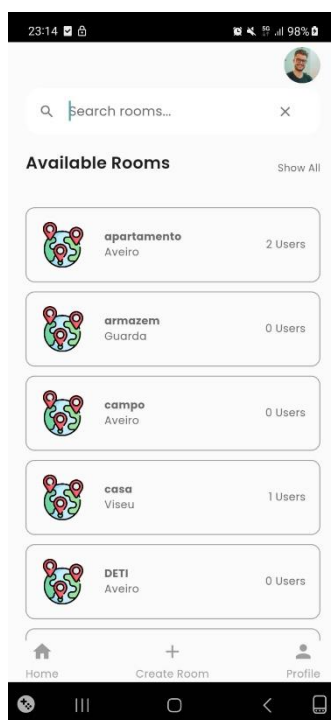 23:14 5G 98%
Search rooms...
Available Rooms Show All
apartamento
Aveiro
2 Users
armazem
Guarda
0 Users
campo
Aveiro
0 Users
casa
Viseu
1 Users
DETI
Aveiro
0 Users
Home Create Room Profile